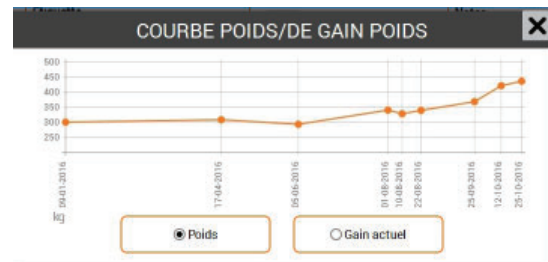 Etiquette
Notes
COURBE POIDS/DE GAIN POIDS
X
500
450
400
350
300
250
09-01-2016
17-04-2016
05-06-2016
01-08-2016
10-08-2016
22-08-2016
25-09-2016
12-10-2016
25-10-2016
kg
Poids
Gain actuel